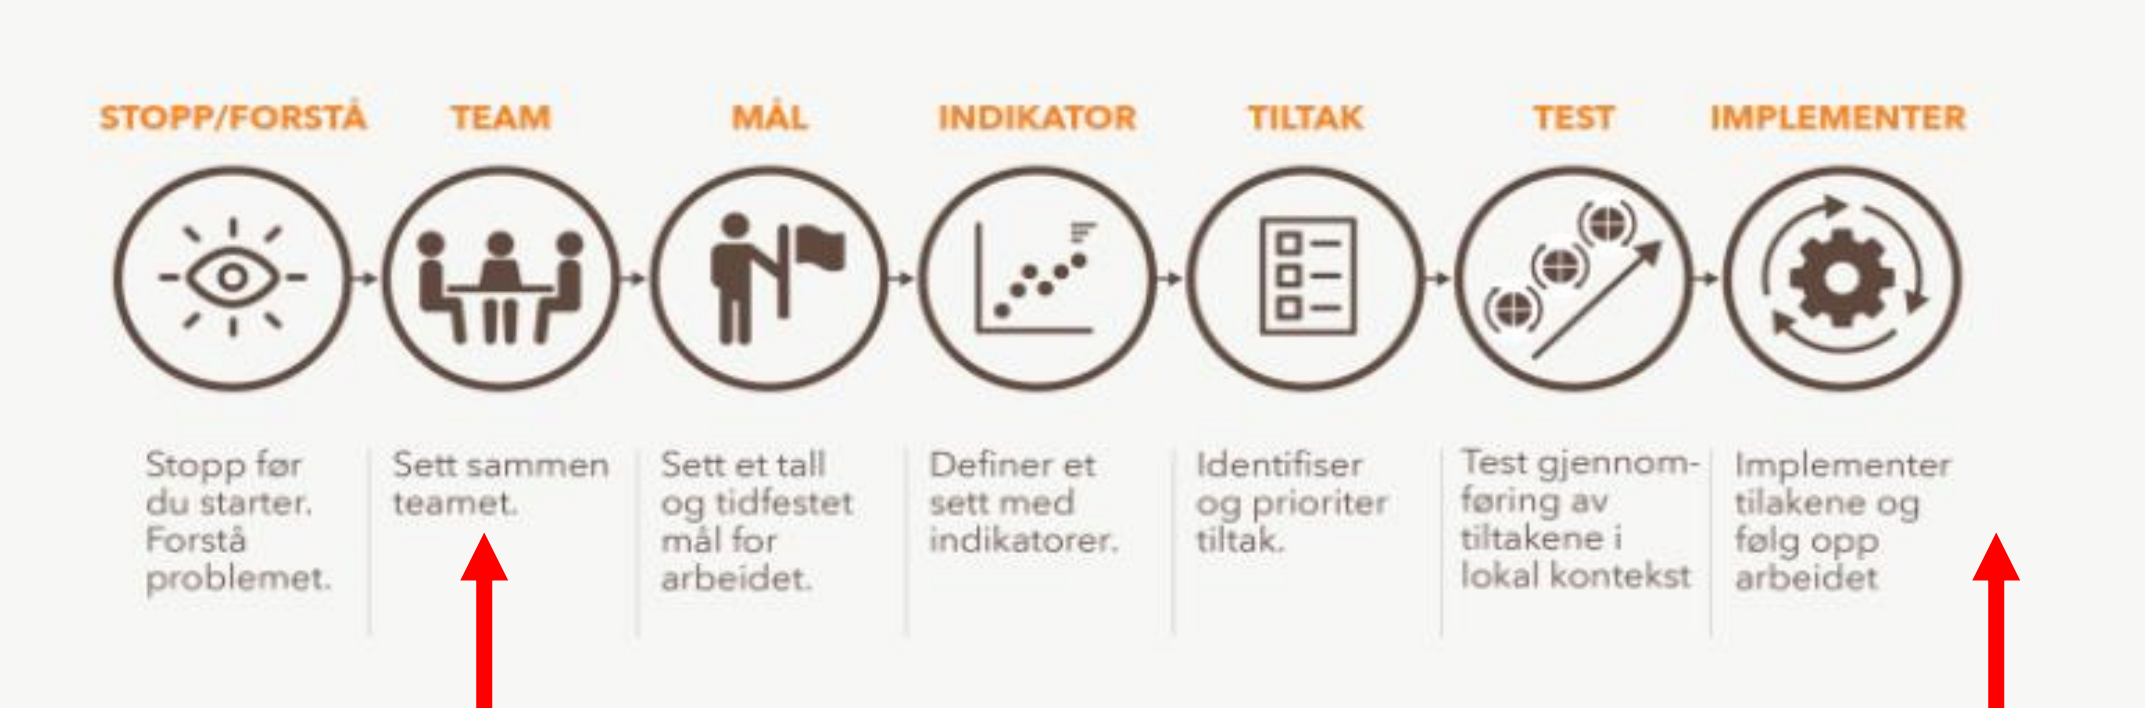 STOPP/FORSTÅ
TEAM
MÅL
INDIKATOR
TILTAK
TEST
IMPLEMENTER
Stopp før
du starter.
Forstå
problemet.
Sett sammen
teamet.
Sett et tall
og tidfestet
mål for
arbeidet.
Definer et
sett med
indikatorer.
Identifiser
og prioriter
tiltak.
Test gjennom-
føring av
tiltakene i
lokal kontekst
Implementer
tilakene og
følg opp
arbeidet